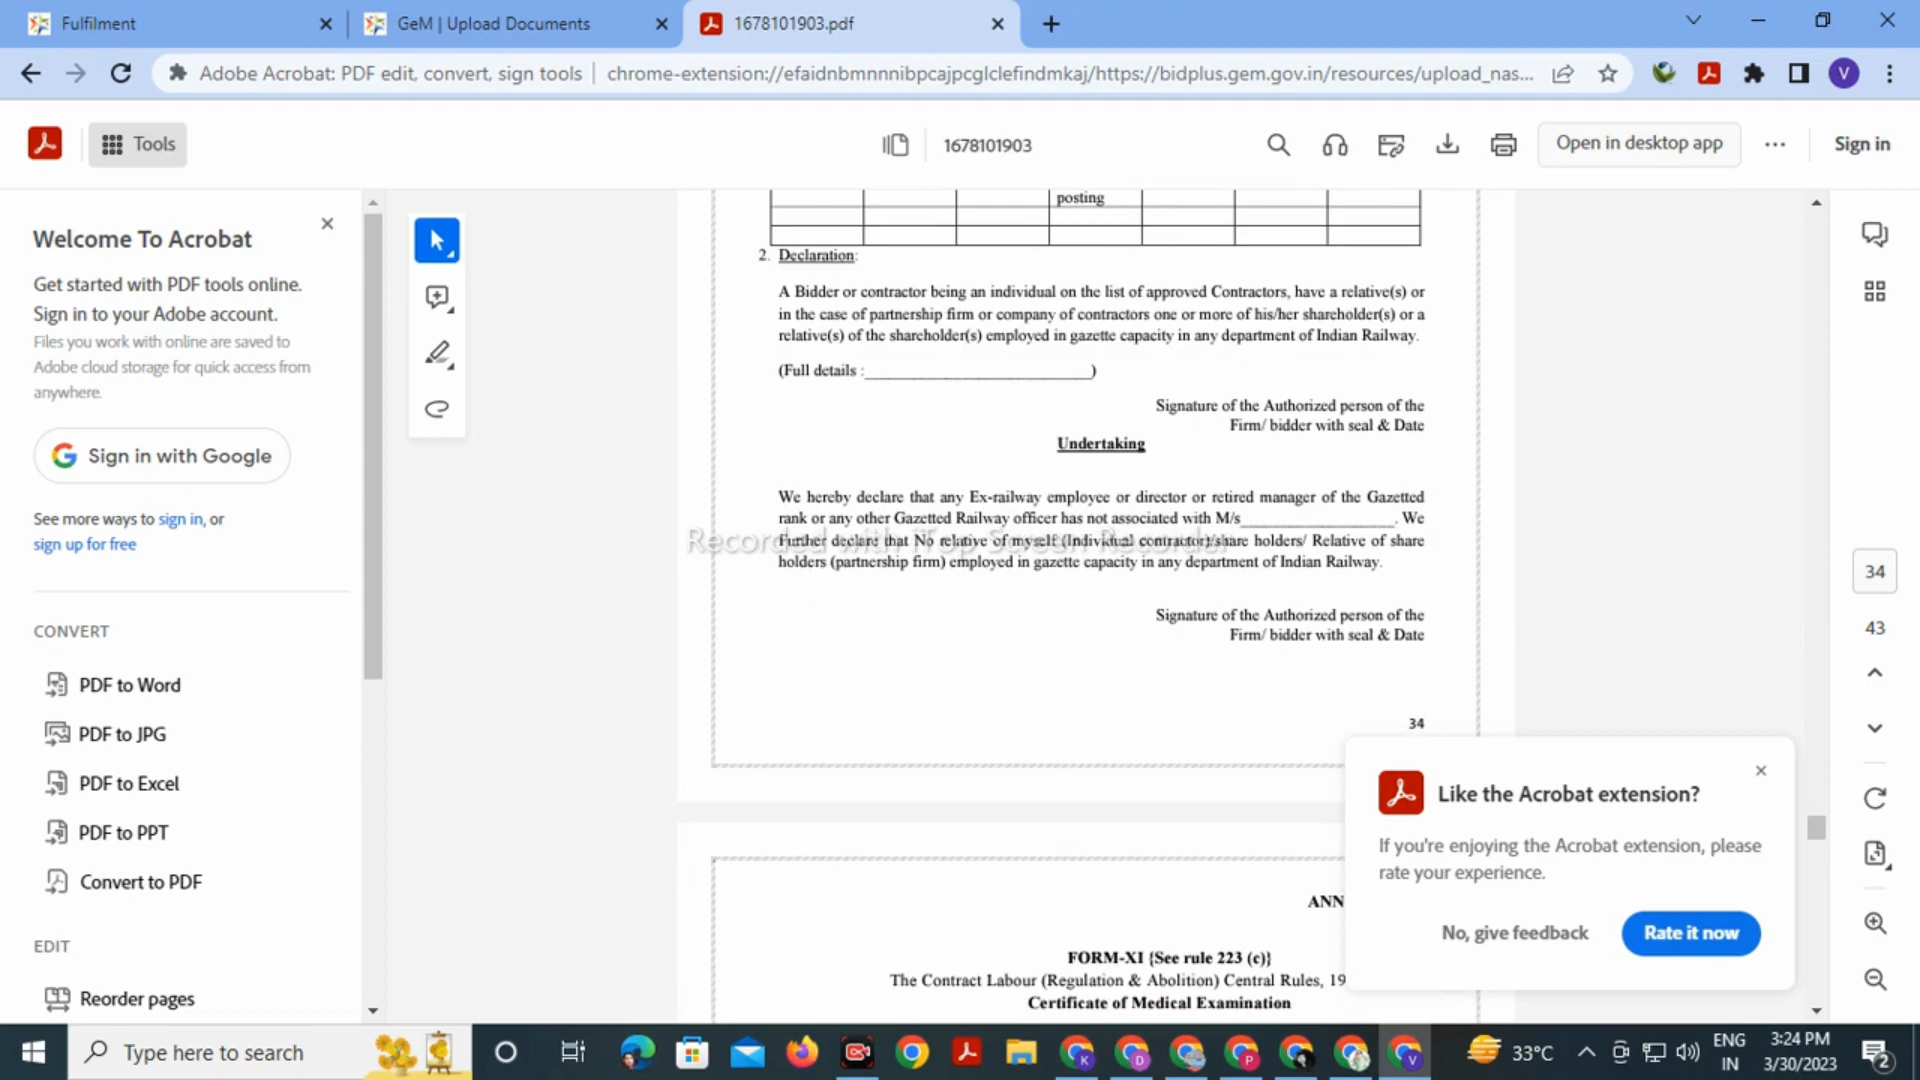 Fulfilment
GeM | Upload Documents
1678101903.pdf
Adobe Acrobat: PDF edit, convert, sign tools
chrome-extension://efaidnbmnnnibpcajpcglclefindmkaj/https://bidplus.gem.gov.in/resources/upload_nas...
V
Tools
1678101903
Open in desktop app
Sign in
Welcome To Acrobat
Get started with PDF tools online.
Sign in to your Adobe account.
Files you work with online are saved to
Adobe cloud storage for quick access from
anywhere.
Sign in with Google
See more ways to sign in, or
sign up for free
CONVERT
PDF to Word
PDF to JPG
PDF to Excel
PDF to PPT
Convert to PDF
EDIT
Reorder pages
posting
2. Declaration:
A Bidder or contractor being an individual on the list of approved Contractors, have a relative(s) or
in the case of partnership firm or company of contractors one or more of his/her shareholder(s) or a
relative(s) of the shareholder(s) employed in gazette capacity in any department of Indian Railway.
(Full details :____________________________)
Signature of the Authorized person of the
Firm/ bidder with seal & Date
Undertaking
We hereby declare that any Ex-railway employee or director or retired manager of the Gazetted
rank or any other Gazetted Railway officer has not associated with M/s___________________. We
Further declare that No relative of myself (Individual contractor)/share holders/ Relative of share
holders (partnership firm) employed in gazette capacity in any department of Indian Railway.
Recorded with iTop Screen Recorder
Signature of the Authorized person of the
Firm/ bidder with seal & Date
34
ANN
FORM-XI {See rule 223 (c)}
The Contract Labour (Regulation & Abolition) Central Rules, 19
Certificate of Medical Examination
34
43
Like the Acrobat extension?
If you're enjoying the Acrobat extension, please
rate your experience.
No, give feedback
Rate it now
Type here to search
K
D
P
V
33°C
ENG
IN
3:24 PM
3/30/2023
2